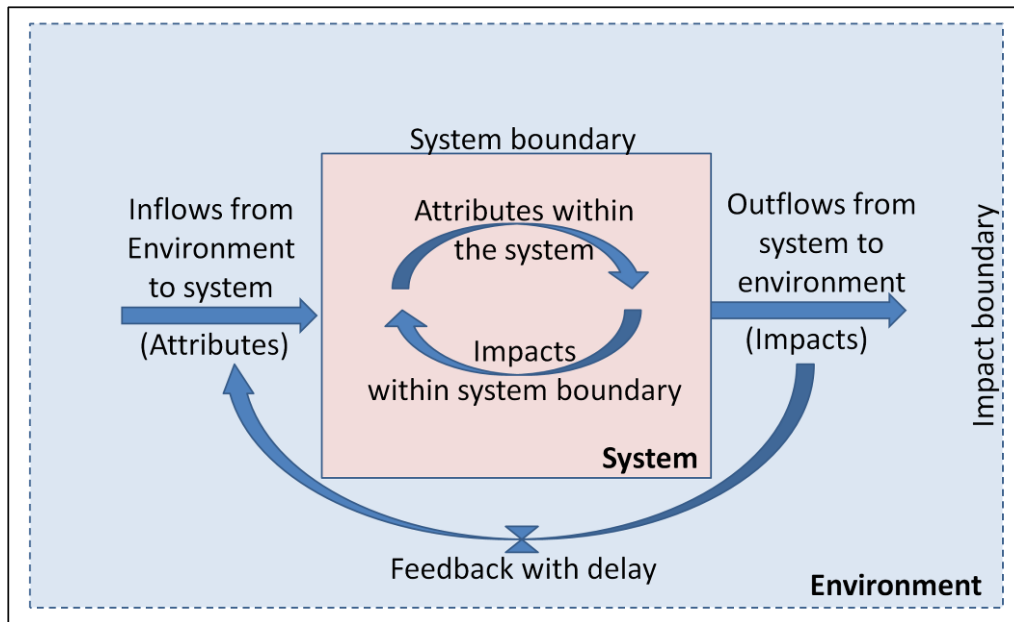 System boundary
Inflows from
Environment
to system
(Attributes)
Attributes within
the system
Impacts
within system boundary
System
Outflows from
system to
environment
(Impacts)
Impact boundary
Feedback with delay
Environment